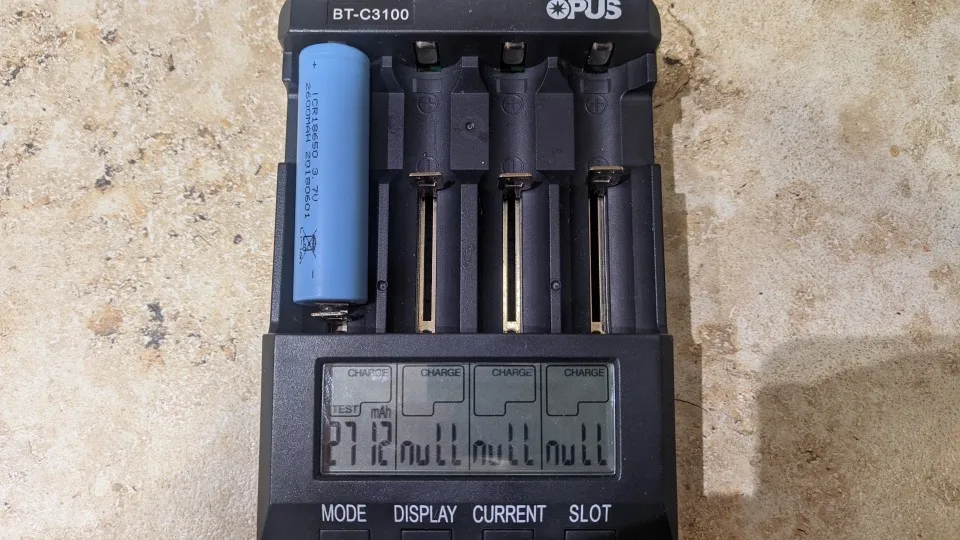 BT-C3100
OPUS
+
ICR18650 3.7V
2600MAH 20180601
-
CHARGE CHARGE CHARGE CHARGE
TEST mAh
2712 null null null
MODE DISPLAY CURRENT SLOT